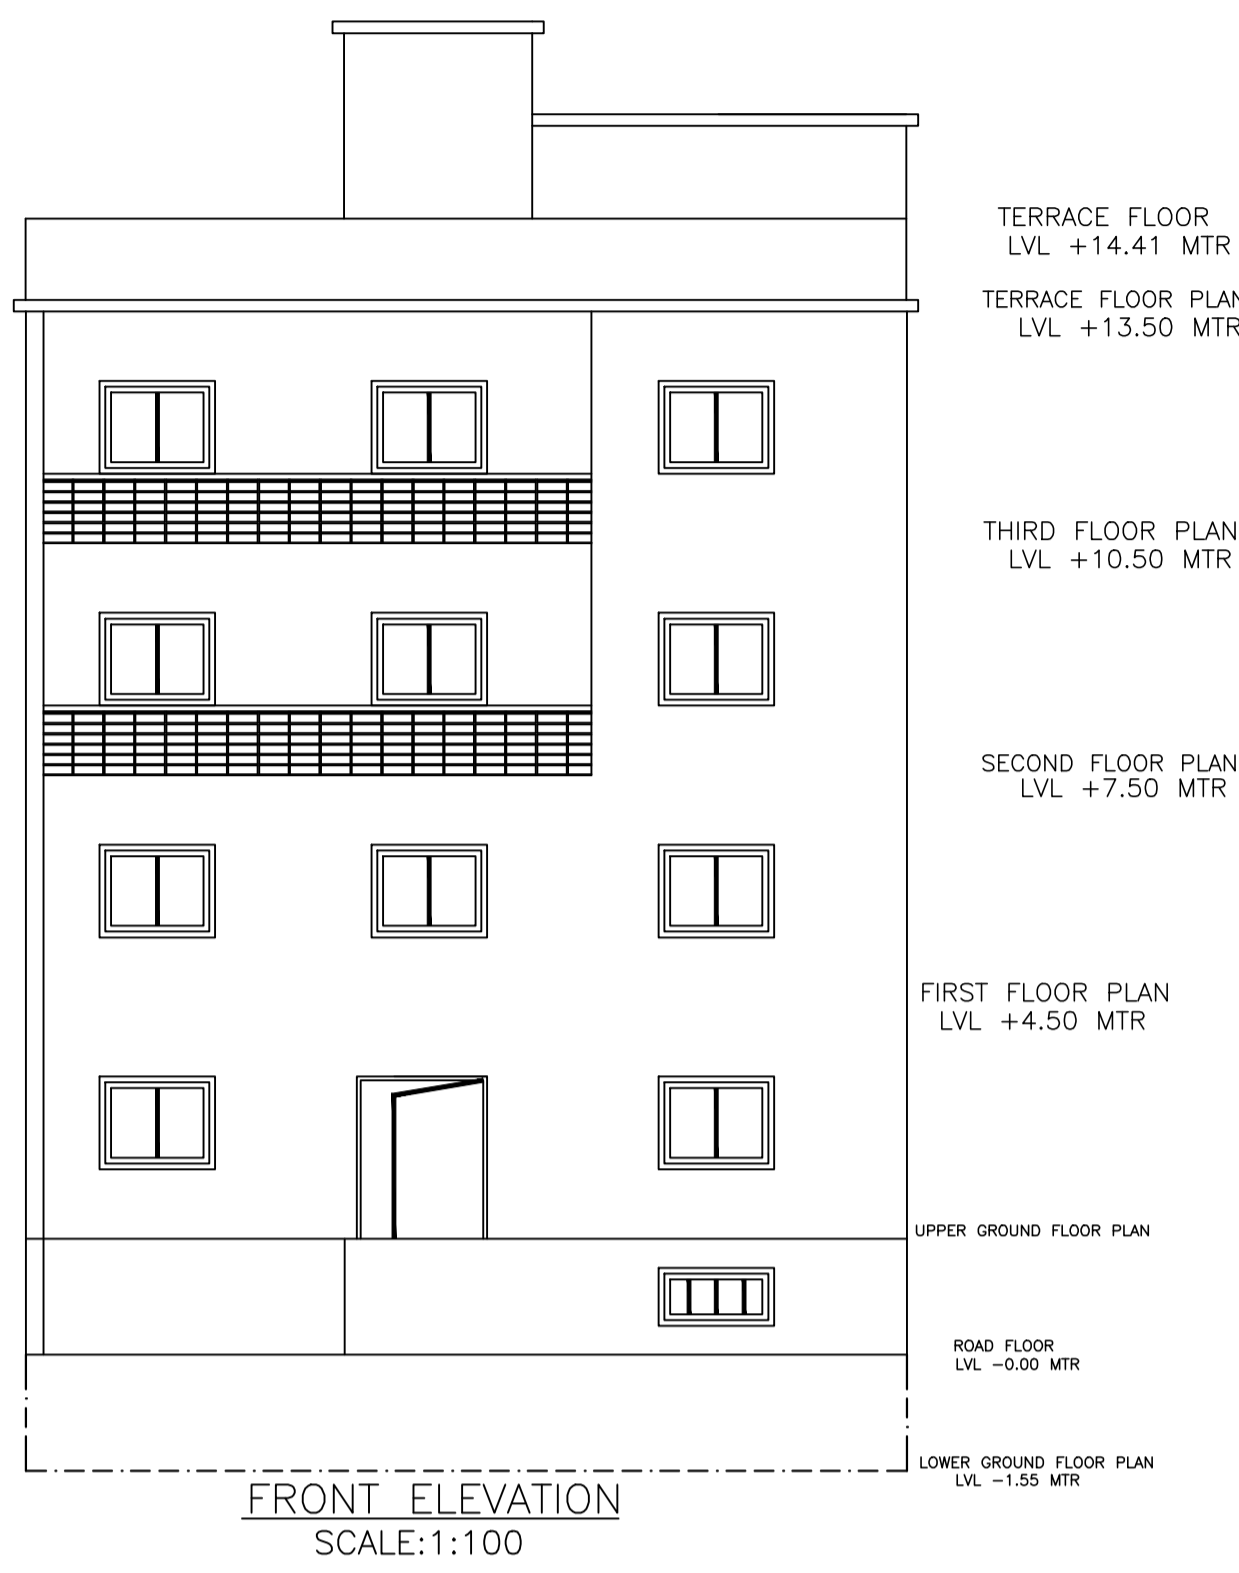 TERRACE FLOOR
LVL +14.41 MTR
TERRACE FLOOR PLAN
LVL +13.50 MTR
THIRD FLOOR PLAN
LVL +10.50 MTR
SECOND FLOOR PLAN
LVL +7.50 MTR
FIRST FLOOR PLAN
LVL +4.50 MTR
UPPER GROUND FLOOR PLAN
ROAD FLOOR
LVL -0.00 MTR
LOWER GROUND FLOOR PLAN
LVL -1.55 MTR
FRONT ELEVATION
SCALE:1:100